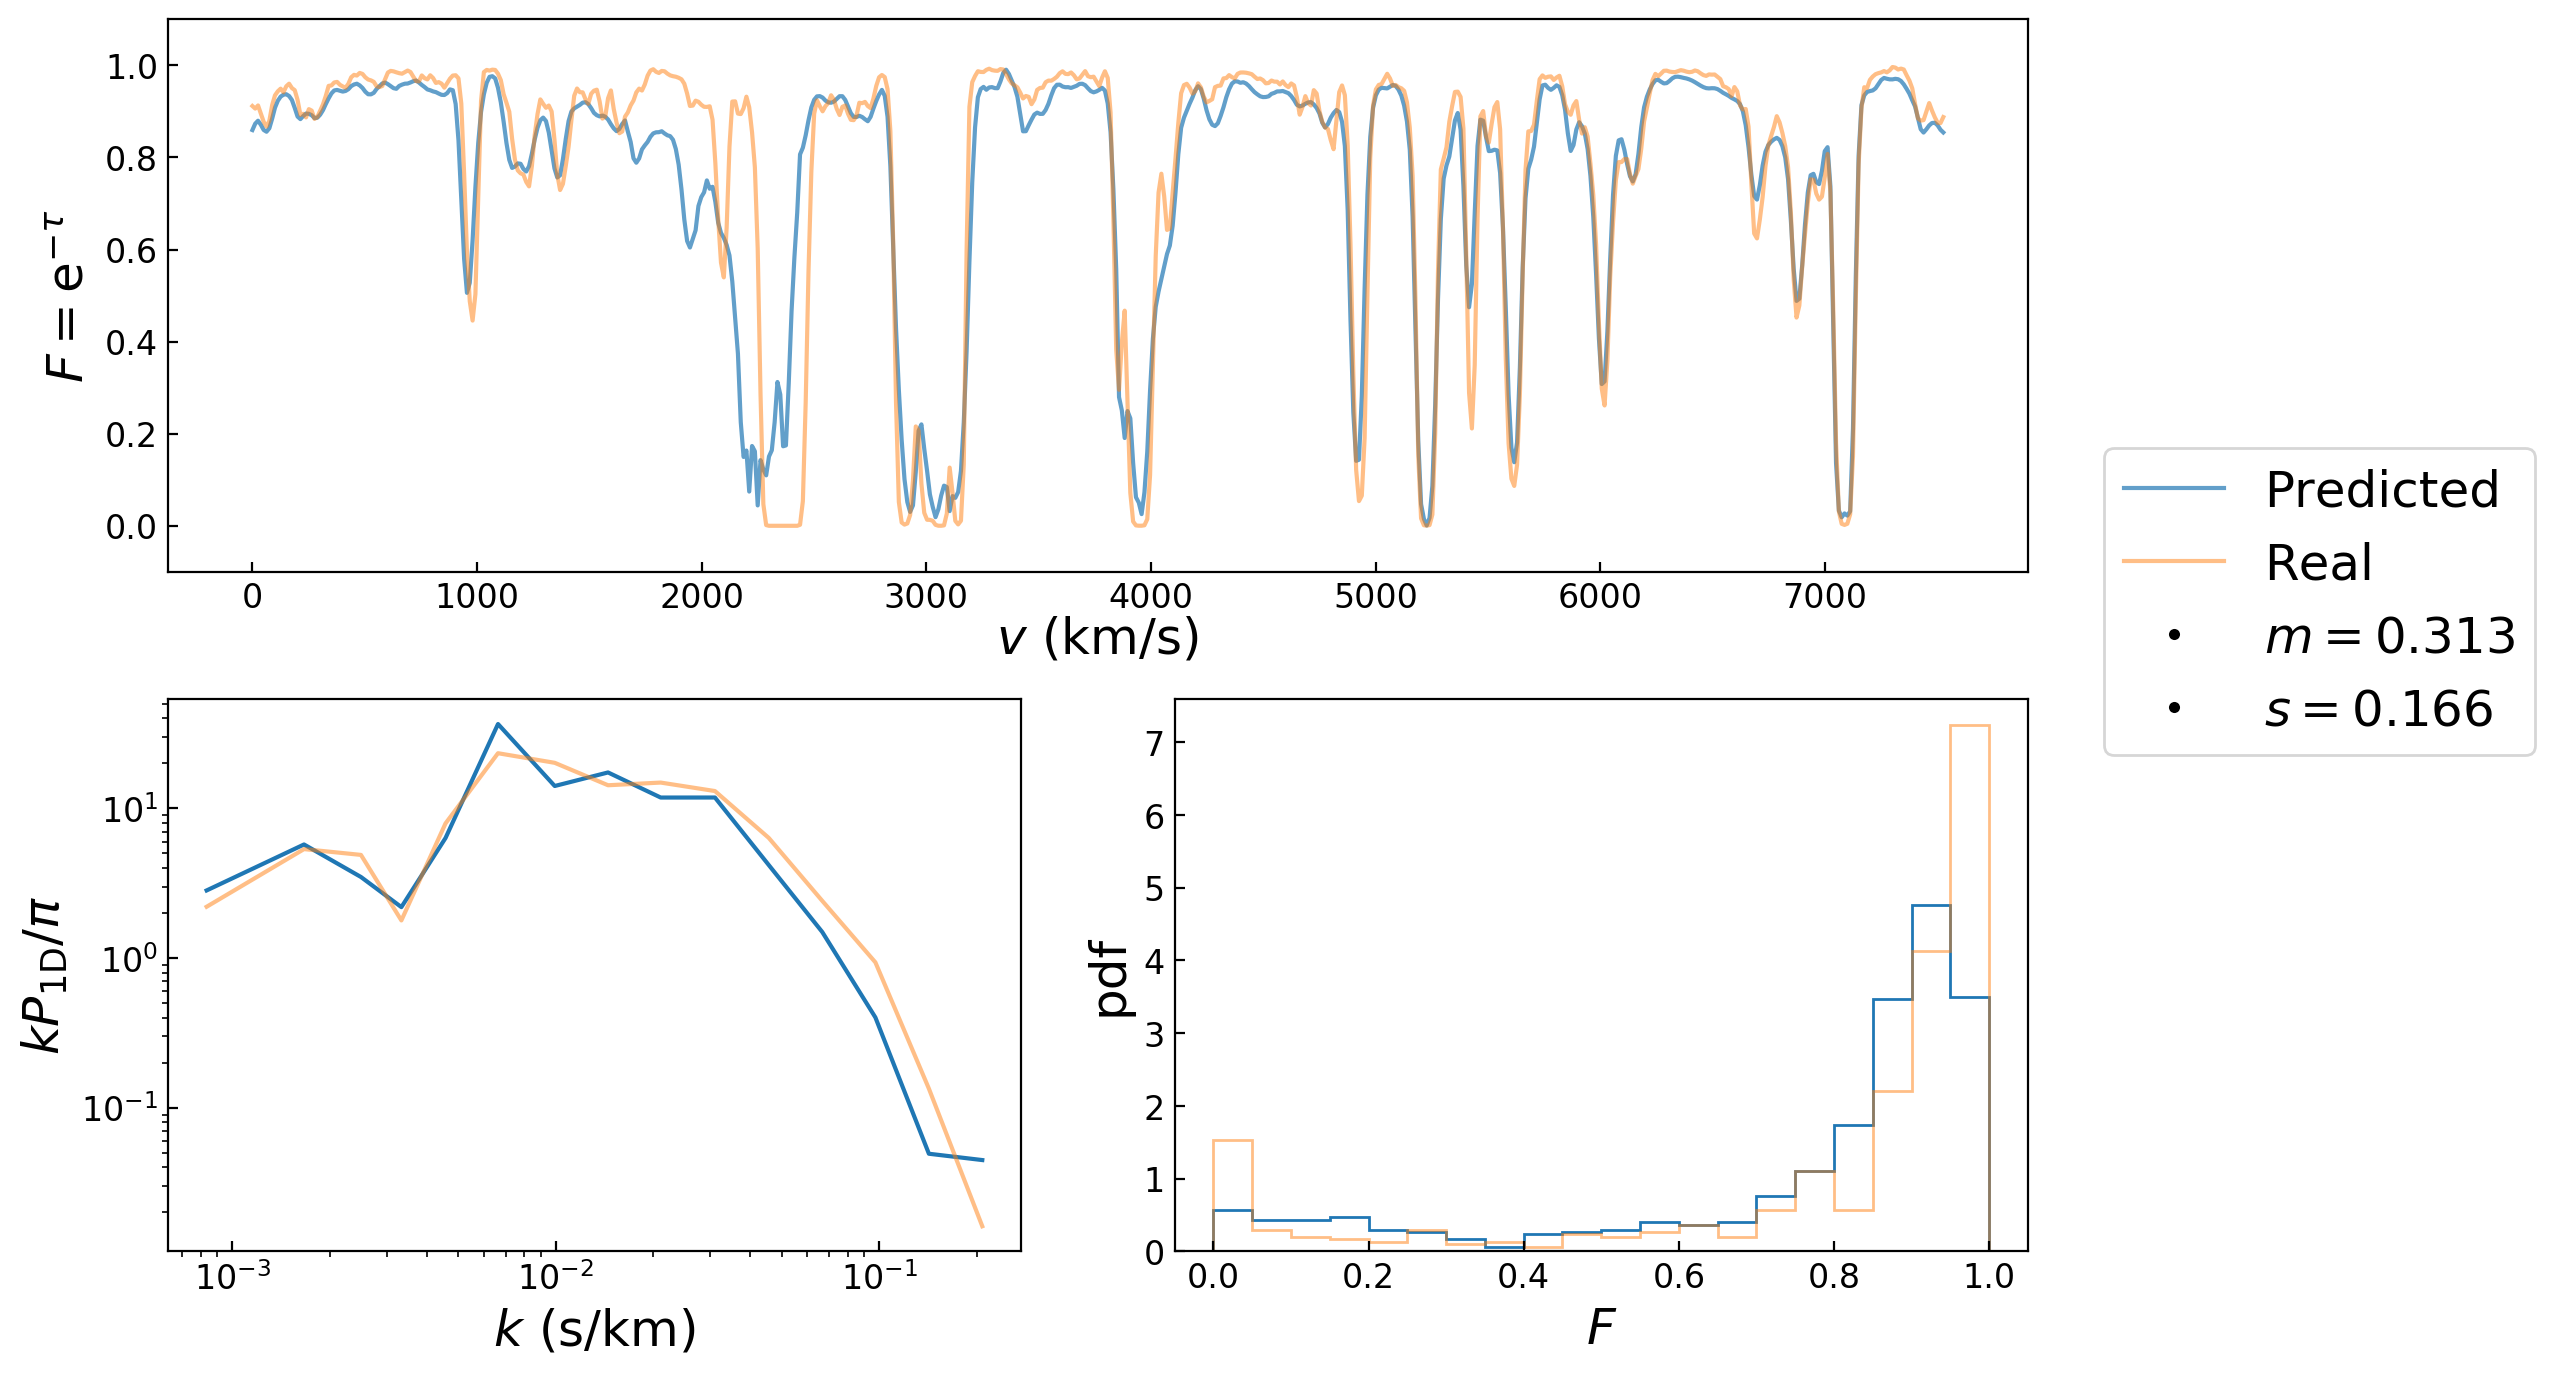 F = e^{-τ}
1.0
0.8
0.6
0.4
0.2
0.0
0 1000 2000 3000 4000 5000 6000 7000
v (km/s)
Predicted
Real
m = 0.313
s = 0.166
kP_{1D}/π
10^1
10^0
10^{-1}
10^{-3} 10^{-2} 10^{-1}
k (s/km)
pdf
7
6
5
4
3
2
1
0
0.0 0.2 0.4 0.6 0.8 1.0
F